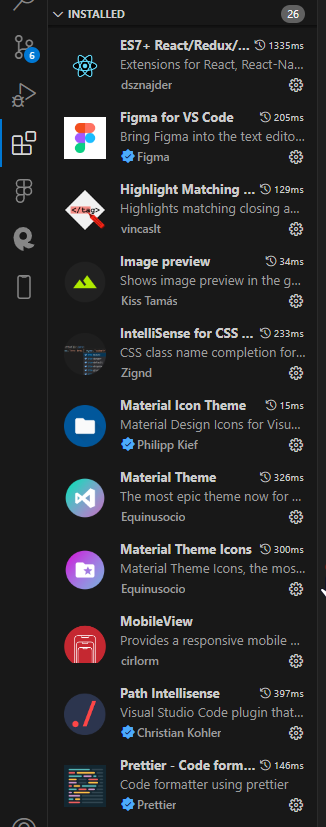 INSTALLED 26
6
ES7+ React/Redux/... 1335ms
Extensions for React, React-Na...
dsznajder
Figma for VS Code 205ms
Bring Figma into the text edito...
Figma
Highlight Matching ... 129ms
</tag>
Highlights matching closing a...
vincaslt
Image preview 34ms
Shows image preview in the g...
Kiss Tamás
IntelliSense for CSS ... 233ms
CSS class name completion for...
Zignd
Material Icon Theme 15ms
Material Design Icons for Visu...
Philipp Kief
Material Theme 326ms
The most epic theme now for ...
Equinusocio
Material Theme Icons 300ms
Material Theme Icons, the mos...
Equinusocio
MobileView
Provides a responsive mobile ...
cirlorm
Path Intellisense 397ms
./
Visual Studio Code plugin that...
Christian Kohler
Prettier - Code form... 146ms
Code formatter using prettier
Prettier